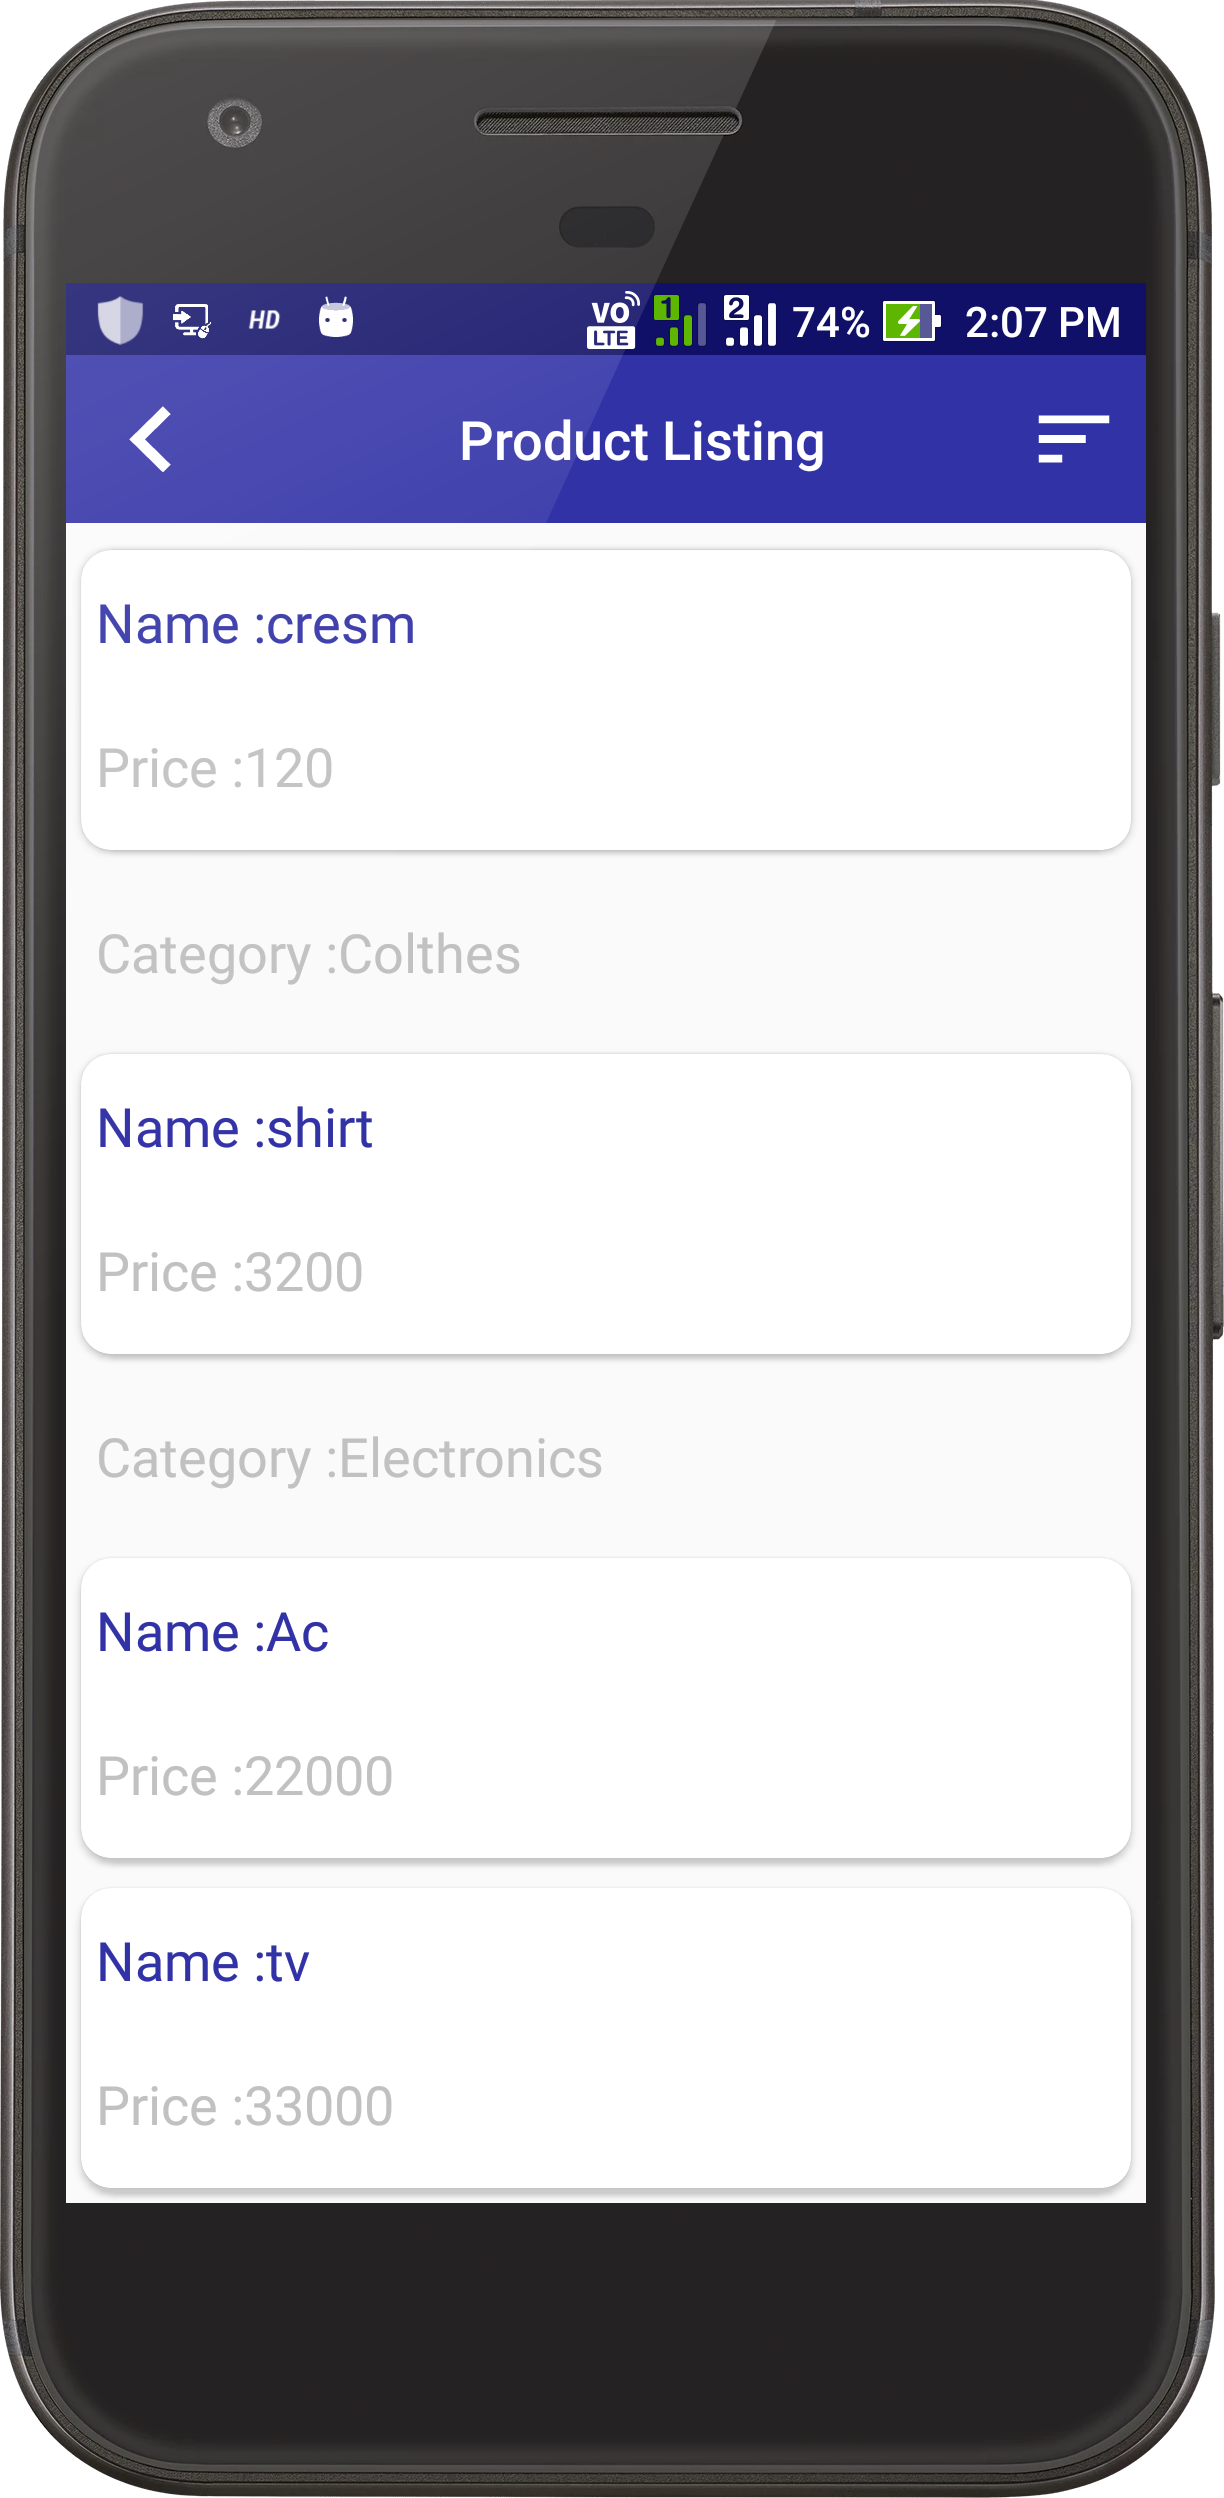 HD VO LTE 1 2 74% 2:07 PM
Product Listing
Name :cresm
Price :120
Category :Colthes
Name :shirt
Price :3200
Category :Electronics
Name :Ac
Price :22000
Name :tv
Price :33000